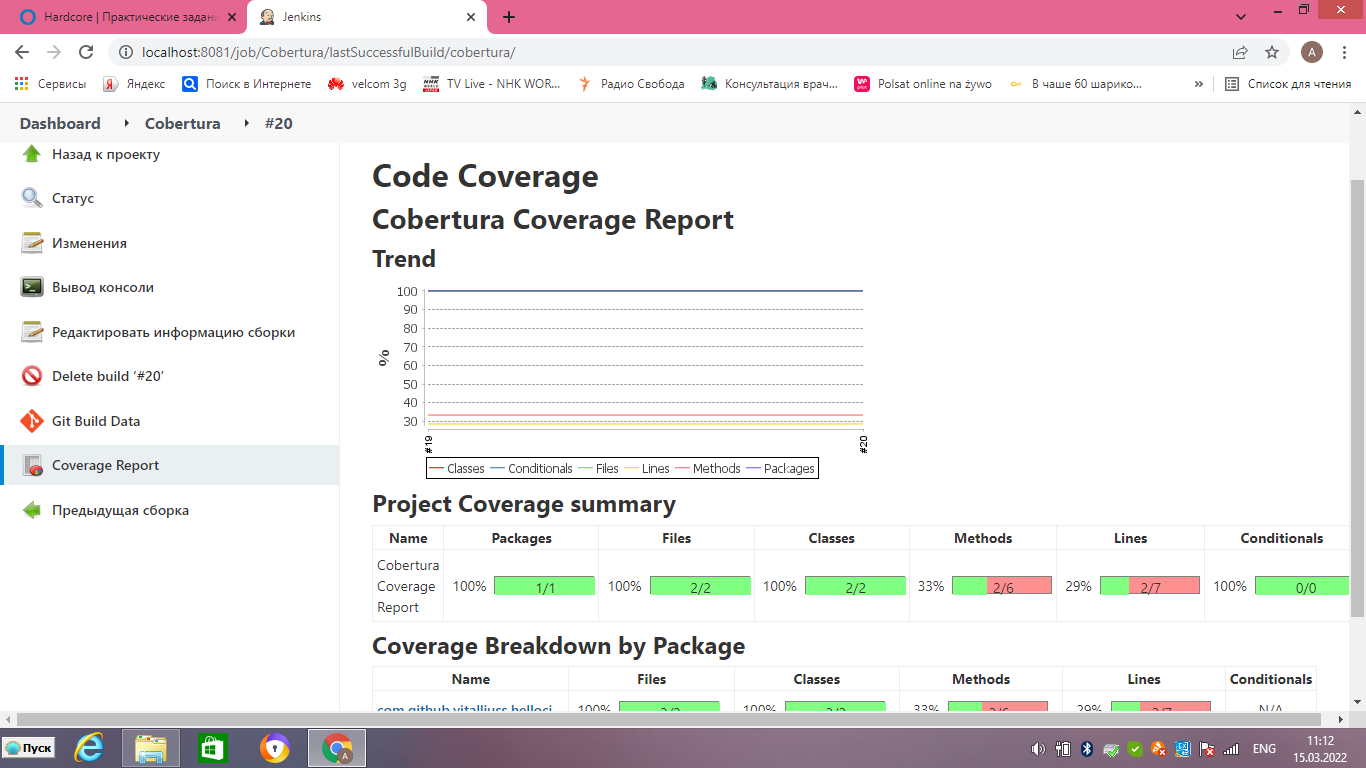 Hardcore | Практические задан
Jenkins
localhost:8081/job/Cobertura/lastSuccessfulBuild/cobertura/
A
Сервисы
Яндекс
Поиск в Интернете
velcom 3g
TV Live - NHK WOR...
Радио Свобода
Консультация врач...
Polsat online na żywo
В чаше 60 шарико...
»
Список для чтения
Dashboard
Cobertura
#20
Назад к проекту
Статус
Изменения
Вывод консоли
Редактировать информацию сборки
Delete build ‘#20’
Git Build Data
Coverage Report
Предыдущая сборка
Code Coverage
Cobertura Coverage Report
Trend
100
90
80
70
60
50
40
30
%
#19
#20
Classes Conditionals Files Lines Methods Packages
Project Coverage summary
Name Packages Files Classes Methods Lines Conditionals
Cobertura
Coverage
Report
100% 1/1 100% 2/2 100% 2/2 33% 2/6 29% 2/7 100% 0/0
Coverage Breakdown by Package
Name Files Classes Methods Lines Conditionals
com.github.vitalliuss.helloci 100% 2/2 100% 2/2 33% 2/6 29% 2/7 N/A
Пуск
A
ENG
11:12
15.03.2022